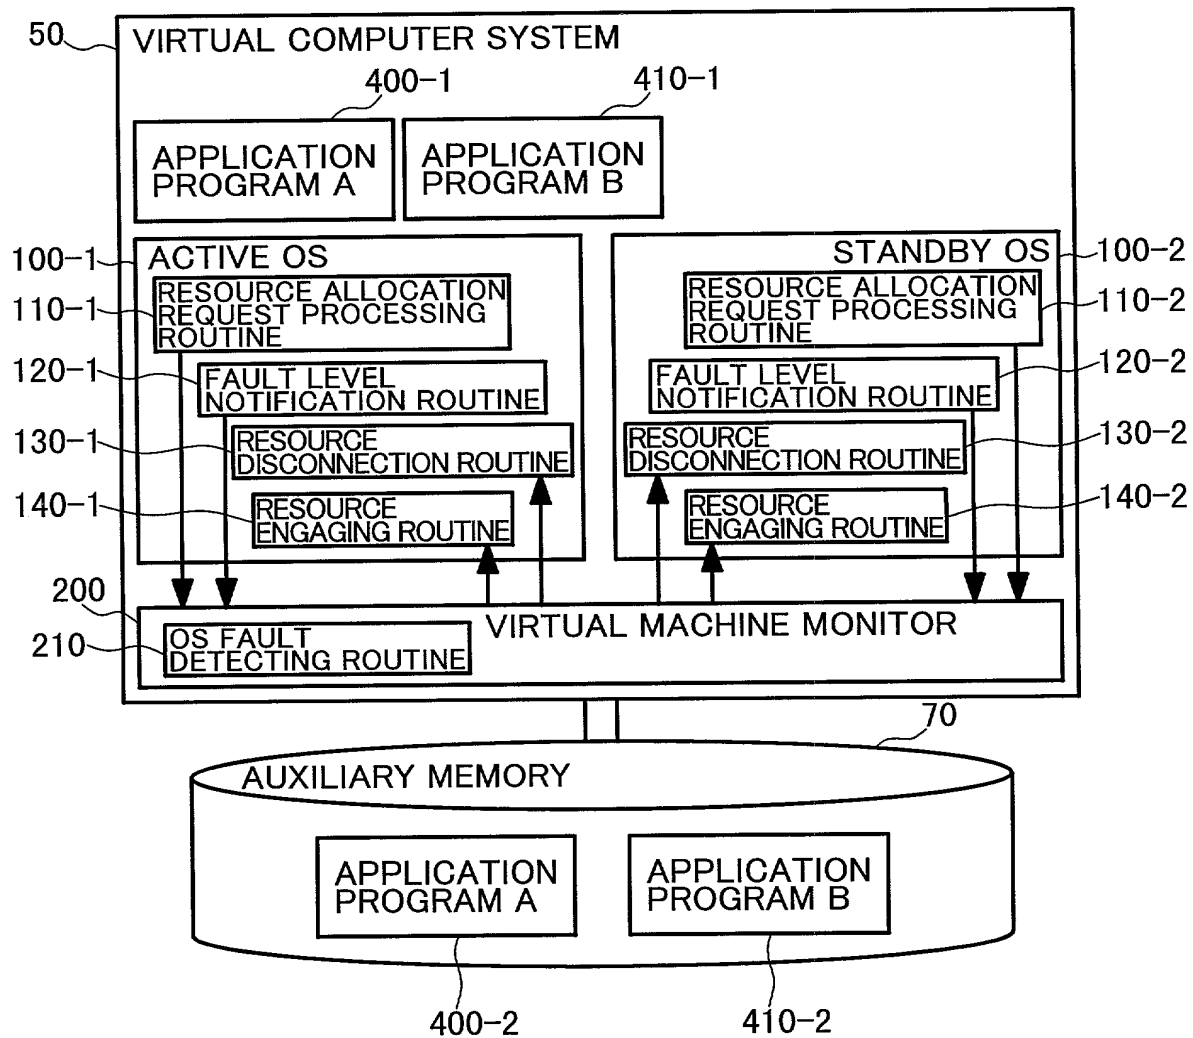 50
VIRTUAL COMPUTER SYSTEM
400-1
410-1
APPLICATION
PROGRAM A
APPLICATION
PROGRAM B
100-1
ACTIVE OS
110-1
RESOURCE ALLOCATION
REQUEST PROCESSING
ROUTINE
120-1
FAULT LEVEL
NOTIFICATION ROUTINE
130-1
RESOURCE
DISCONNECTION ROUTINE
140-1
RESOURCE
ENGAGING ROUTINE
STANDBY OS
100-2
RESOURCE ALLOCATION
REQUEST PROCESSING
ROUTINE
110-2
FAULT LEVEL
NOTIFICATION ROUTINE
120-2
RESOURCE
DISCONNECTION ROUTINE
130-2
RESOURCE
ENGAGING ROUTINE
140-2
200
VIRTUAL MACHINE MONITOR
210
OS FAULT
DETECTING ROUTINE
70
AUXILIARY MEMORY
APPLICATION
PROGRAM A
APPLICATION
PROGRAM B
400-2
410-2